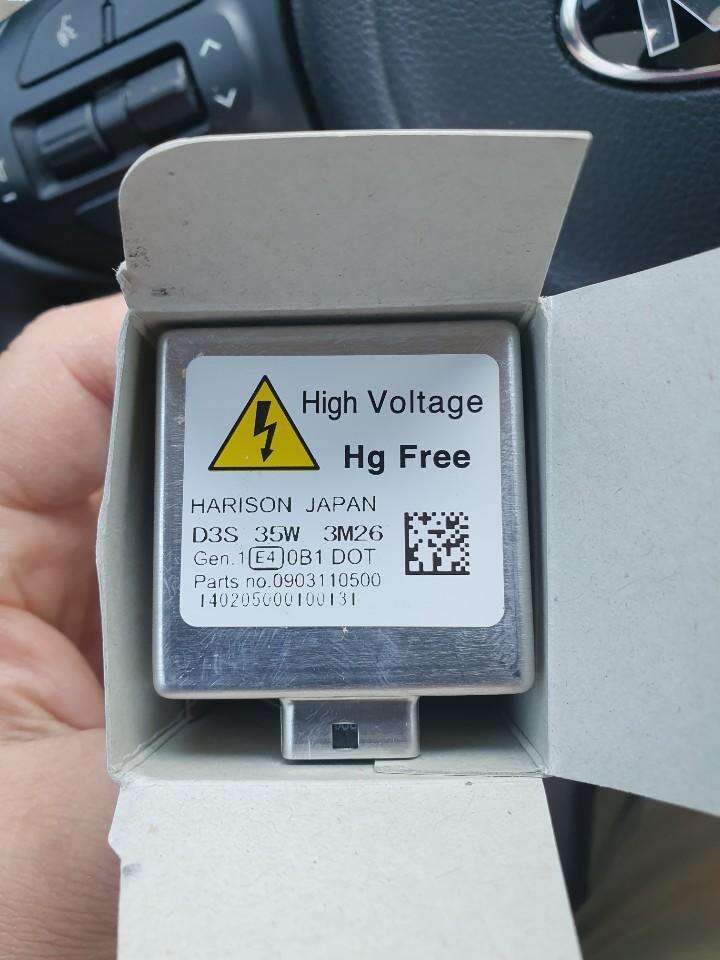 High Voltage
Hg Free
HARISON JAPAN
D3S 35W 3M26
Gen.1 E4 0B1 DOT
Parts no.0903110500
140205000100131